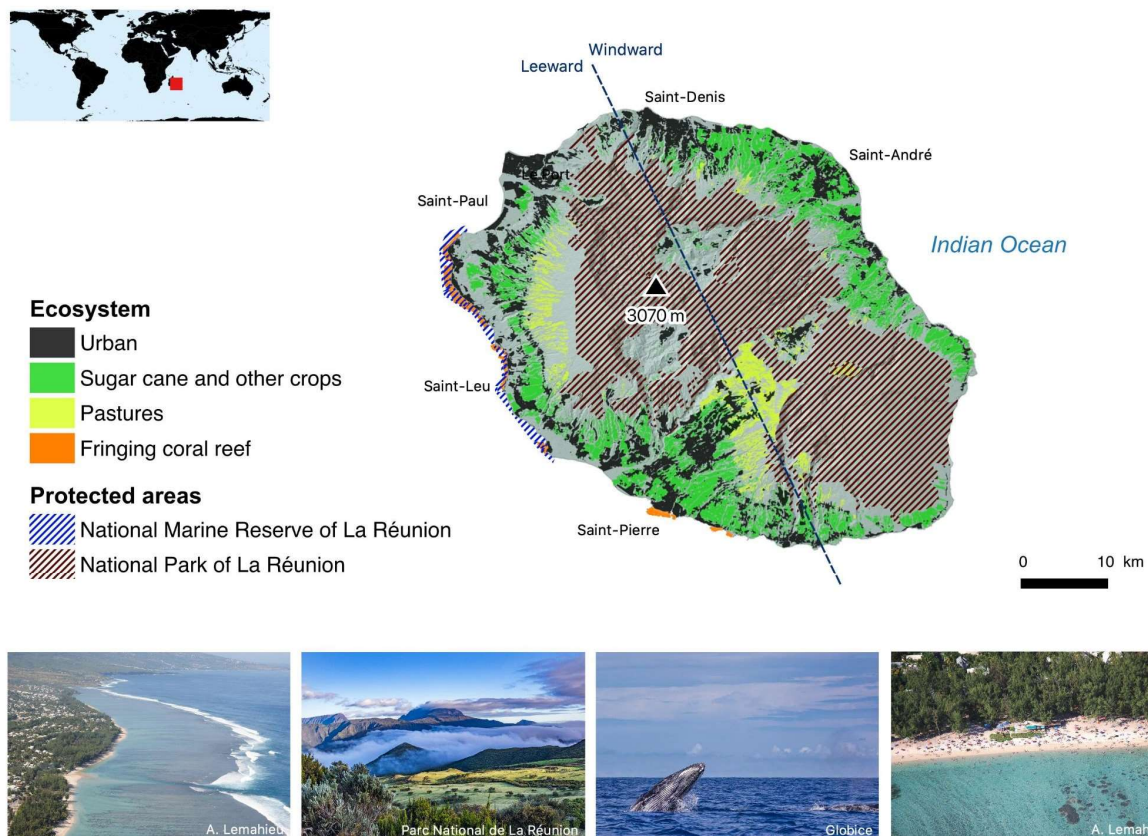 Windward
Leeward
Saint-Denis
Saint-André
Le Port
Saint-Paul
Indian Ocean
3070 m
Ecosystem
Urban
Sugar cane and other crops
Saint-Leu
Pastures
Fringing coral reef
Protected areas
National Marine Reserve of La Réunion
Saint-Pierre
National Park of La Réunion
0 10 km
A. Lemahieu
Parc National de La Réunion
Globice
A. Lemah